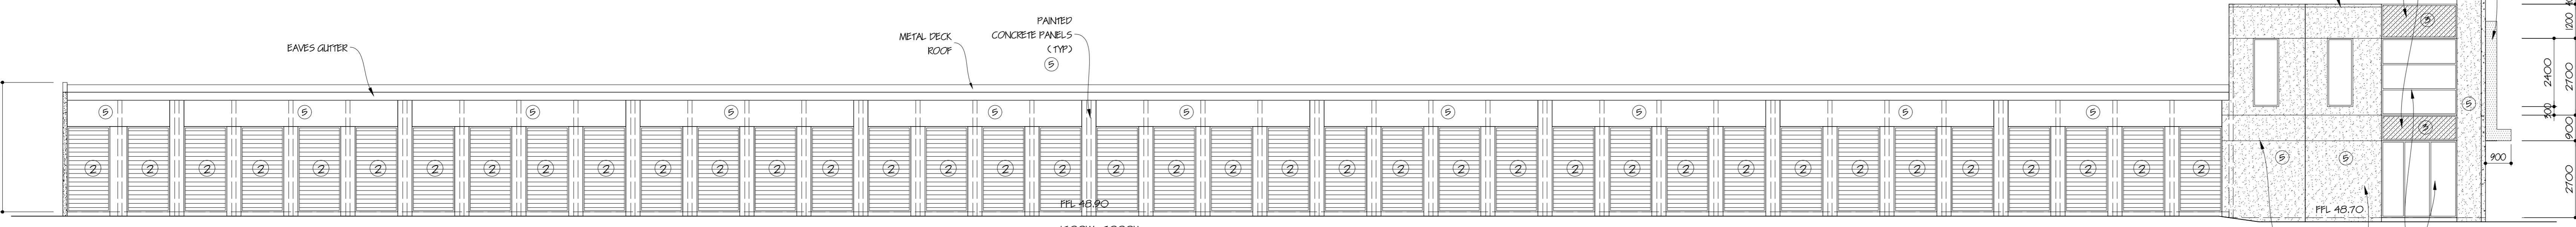 PAINTED
CONCRETE PANELS
(TYP)
5
METAL DECK
ROOF
EAVES GUTTER
3
1200
2400
2700
300
5 5 5 5 5 5 5 5 5 5
5
3
900
2 2 2 2 2 2 2 2 2 2 2 2 2 2 2 2 2 2 2 2 2 2 2 2 2 2 2 2 2 2 2 2 2 2 2 2 2 2
5
5
900
2700
FFL 48.90
FFL 48.70